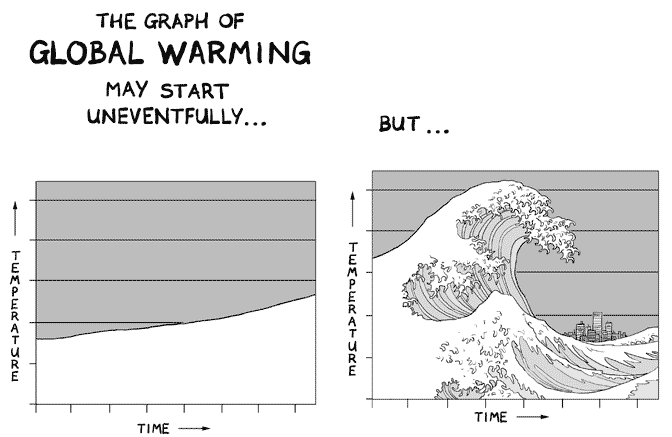 THE GRAPH OF
GLOBAL WARMING
MAY START
UNEVENTFULLY...
BUT...
TEMPERATURE
TIME
TEMPERATURE
TIME